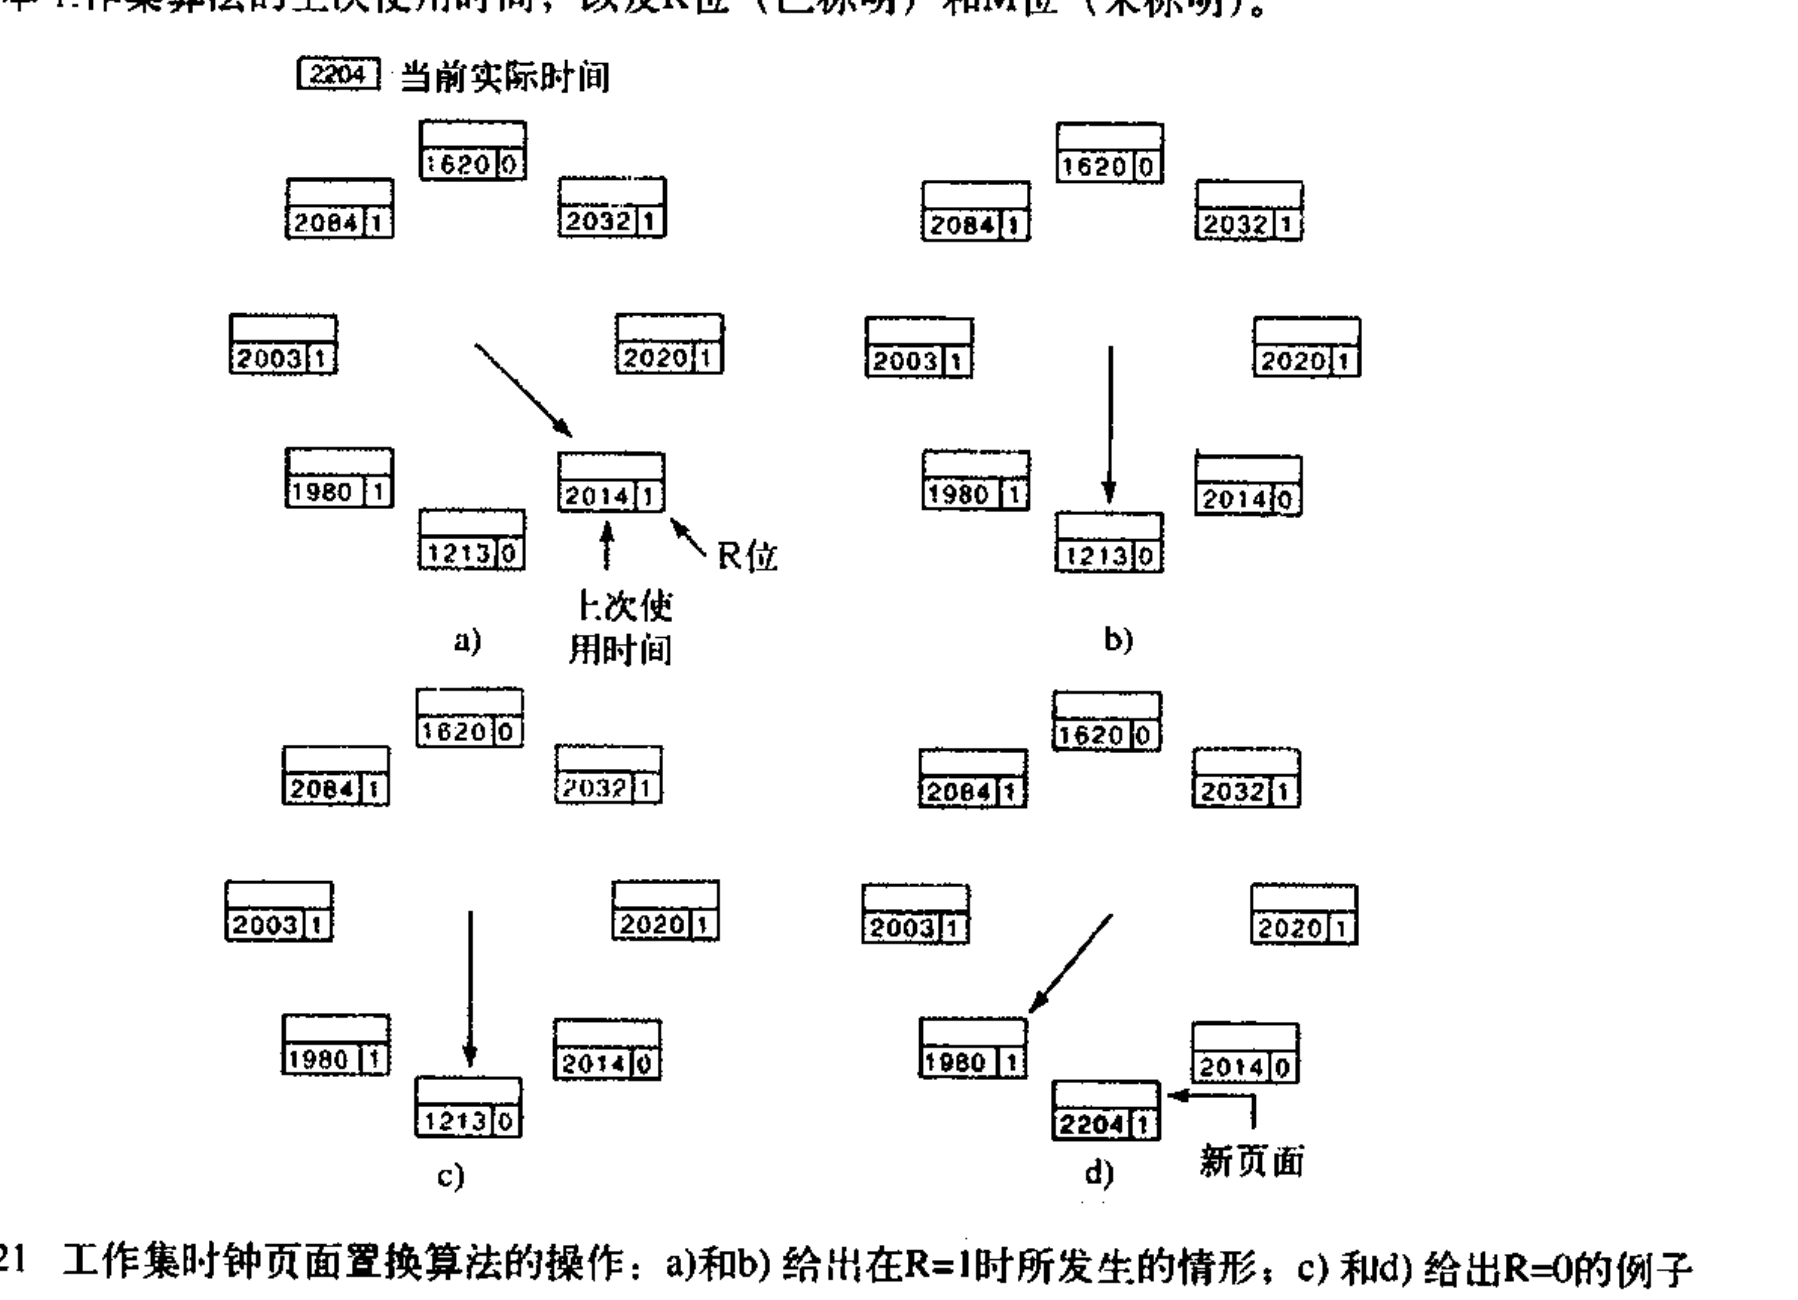 工作集算法的上次使用时间，以及R位（已标明）和M位（未标明）。
2204 当前实际时间
1620 0
2084 1
2032 1
2003 1
2020 1
1980 1
2014 1
1213 0
R位
上次使
用时间
a)
1620 0
2084 1
2032 1
2003 1
2020 1
1980 1
2014 0
1213 0
b)
1620 0
2084 1
2032 1
2003 1
2020 1
1980 1
2014 0
1213 0
c)
1620 0
2084 1
2032 1
2003 1
2020 1
1980 1
2014 0
2204 1
新页面
d)
21 工作集时钟页面置换算法的操作：a)和b) 给出在R=1时所发生的情形；c) 和d) 给出R=0的例子